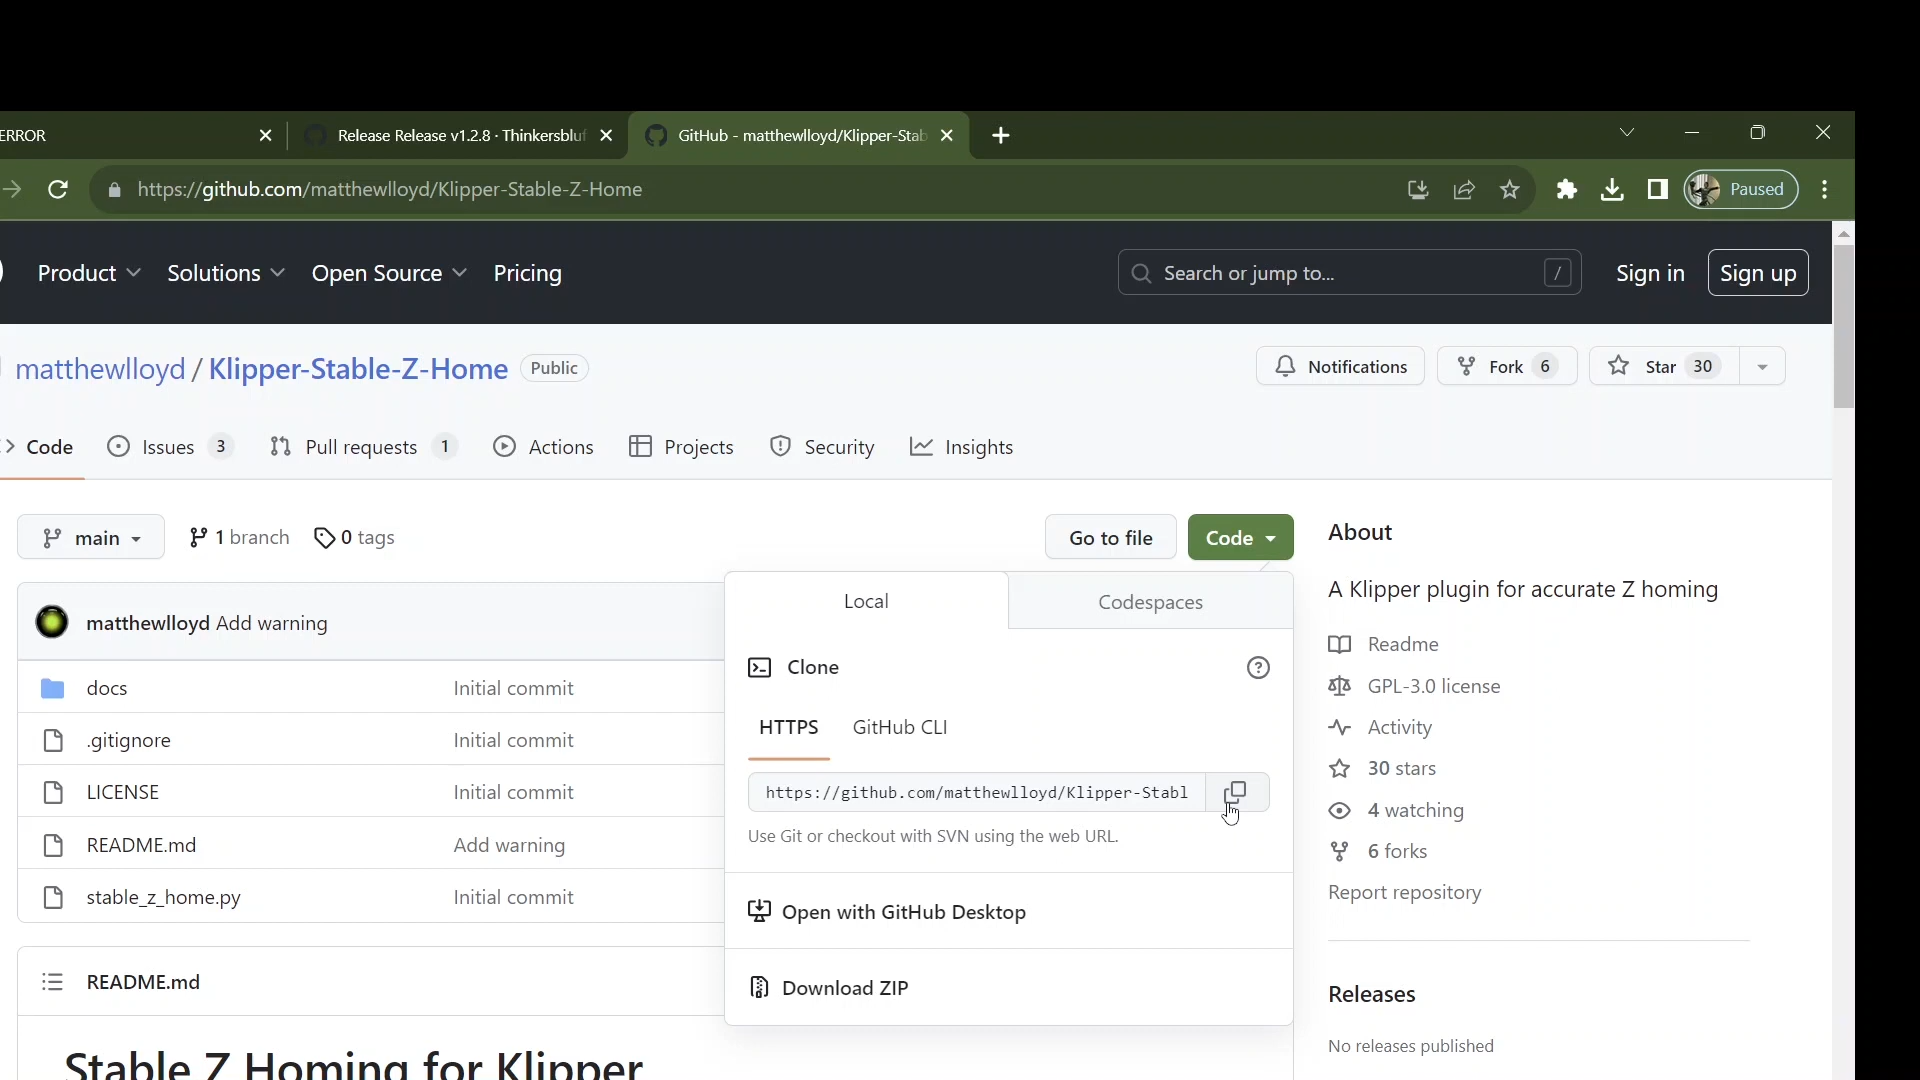 ERROR
Release Release v1.2.8 · Thinkersbluf
GitHub - matthewlloyd/Klipper-Stab
https://github.com/matthewlloyd/Klipper-Stable-Z-Home
Paused
Product
Solutions
Open Source
Pricing
Search or jump to...
/
Sign in
Sign up
matthewlloyd / Klipper-Stable-Z-Home
Public
Notifications
Fork 6
Star 30
Code
Issues 3
Pull requests 1
Actions
Projects
Security
Insights
main
1 branch
0 tags
Go to file
Code
matthewlloyd Add warning
docs Initial commit
.gitignore Initial commit
LICENSE Initial commit
README.md Add warning
stable_z_home.py Initial commit
README.md
Stable Z Homing for Klipper
Local
Codespaces
Clone
HTTPS
GitHub CLI
https://github.com/matthewlloyd/Klipper-Stabl
Use Git or checkout with SVN using the web URL.
Open with GitHub Desktop
Download ZIP
About
A Klipper plugin for accurate Z homing
Readme
GPL-3.0 license
Activity
30 stars
4 watching
6 forks
Report repository
Releases
No releases published